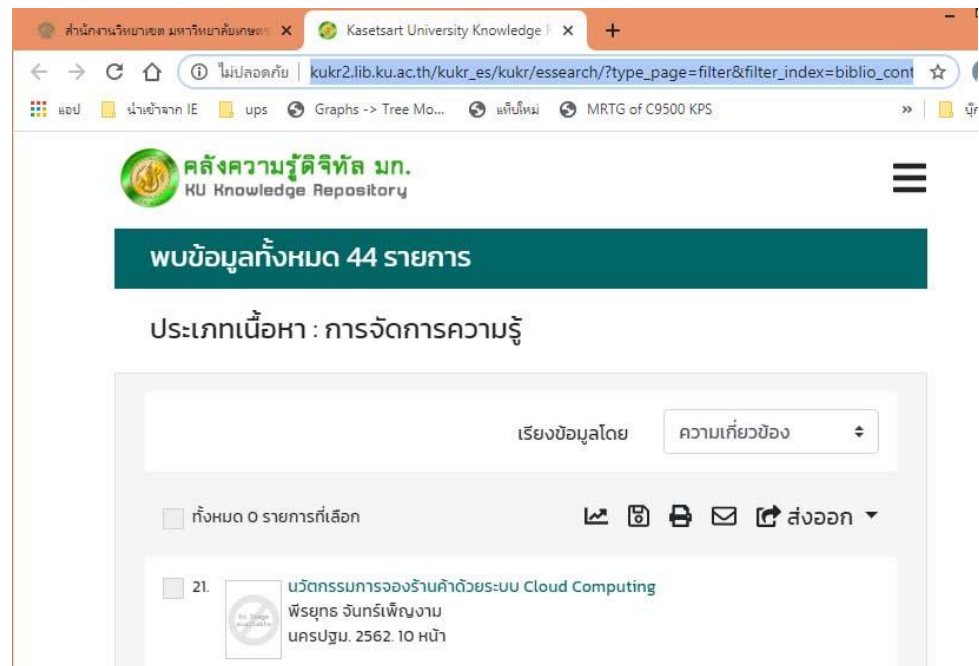 สำนักงานวิทยาเขต มหาวิทยาลัยเกษตร
Kasetsart University Knowledge
ไม่ปลอดภัย
kukr2.lib.ku.ac.th/kukr_es/kukr/essearch/?type_page=filter&filter_index=biblio_cont
แอป
นำเข้าจาก IE
ups
Graphs -> Tree Mo...
แท็บใหม่
MRTG of C9500 KPS
»
คลังความรู้ดิจิทัล มก.
KU Knowledge Repository
พบข้อมูลทั้งหมด 44 รายการ
ประเภทเนื้อหา : การจัดการความรู้
เรียงข้อมูลโดย
ความเกี่ยวข้อง
ทั้งหมด 0 รายการที่เลือก
ส่งออก
21.
No Image
available
นวัตกรรมการจองร้านค้าด้วยระบบ Cloud Computing
พีรยุทธ จันทร์เพ็ญงาม
นครปฐม. 2562. 10 หน้า